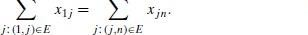 ∑_{j: (1,j)∈E} x_{1j} = ∑_{j: (j,n)∈E} x_{jn}.